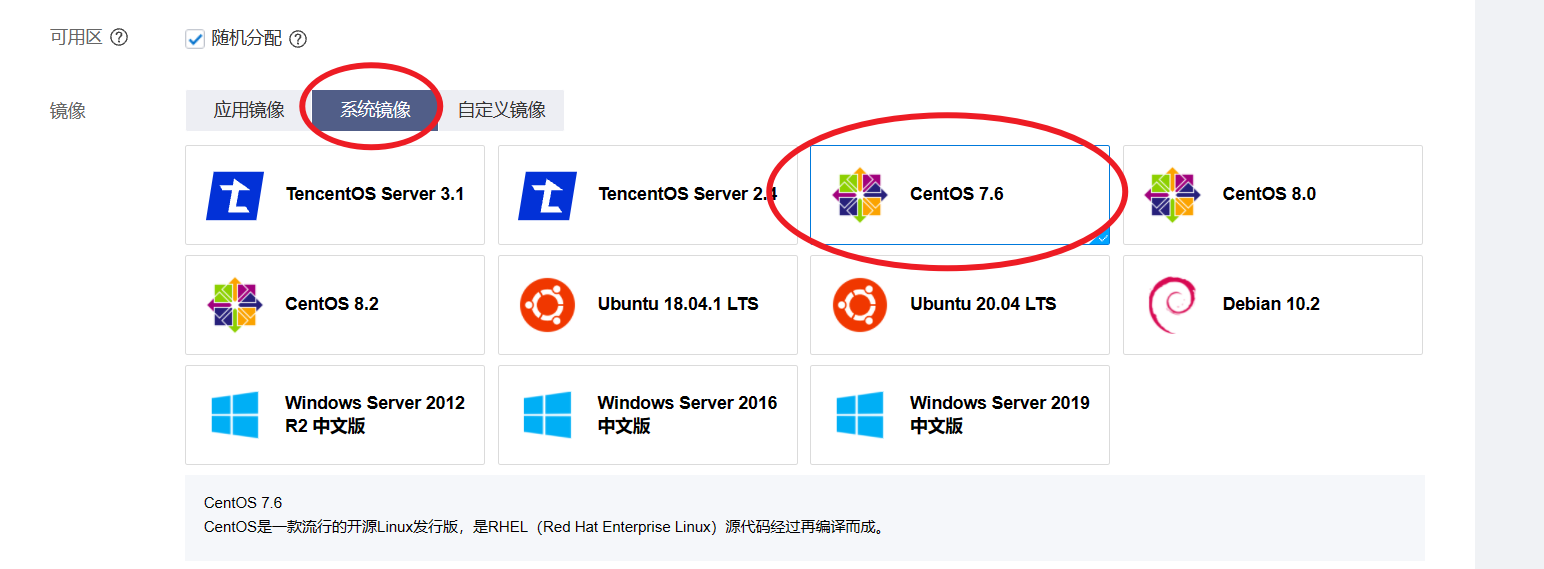 可用区 随机分配
镜像 应用镜像 系统镜像 自定义镜像
TencentOS Server 3.1
TencentOS Server 2.4
CentOS 7.6
CentOS 8.0
CentOS 8.2
Ubuntu 18.04.1 LTS
Ubuntu 20.04 LTS
Debian 10.2
Windows Server 2012
R2 中文版
Windows Server 2016
中文版
Windows Server 2019
中文版
CentOS 7.6
CentOS是一款流行的开源Linux发行版，是RHEL（Red Hat Enterprise Linux）源代码经过再编译而成。